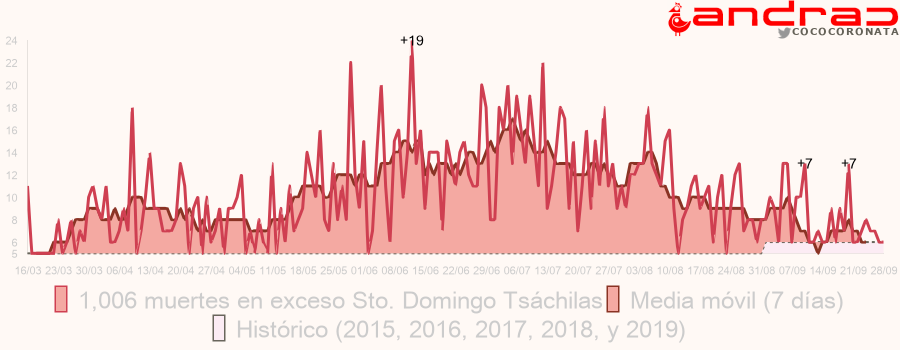 andrac
COCOCORONATA
+19
+7
+7
24
22
20
18
16
14
12
10
8
6
5
16/03 23/03 30/03 06/04 13/04 20/04 27/04 04/05 11/05 18/05 25/05 01/06 08/06 15/06 22/06 29/06 06/07 13/07 20/07 27/07 03/08 10/08 17/08 24/08 31/08 07/09 14/09 21/09 28/09
1,006 muertes en exceso Sto. Domingo Tsáchilas Media móvil (7 días)
Histórico (2015, 2016, 2017, 2018, y 2019)